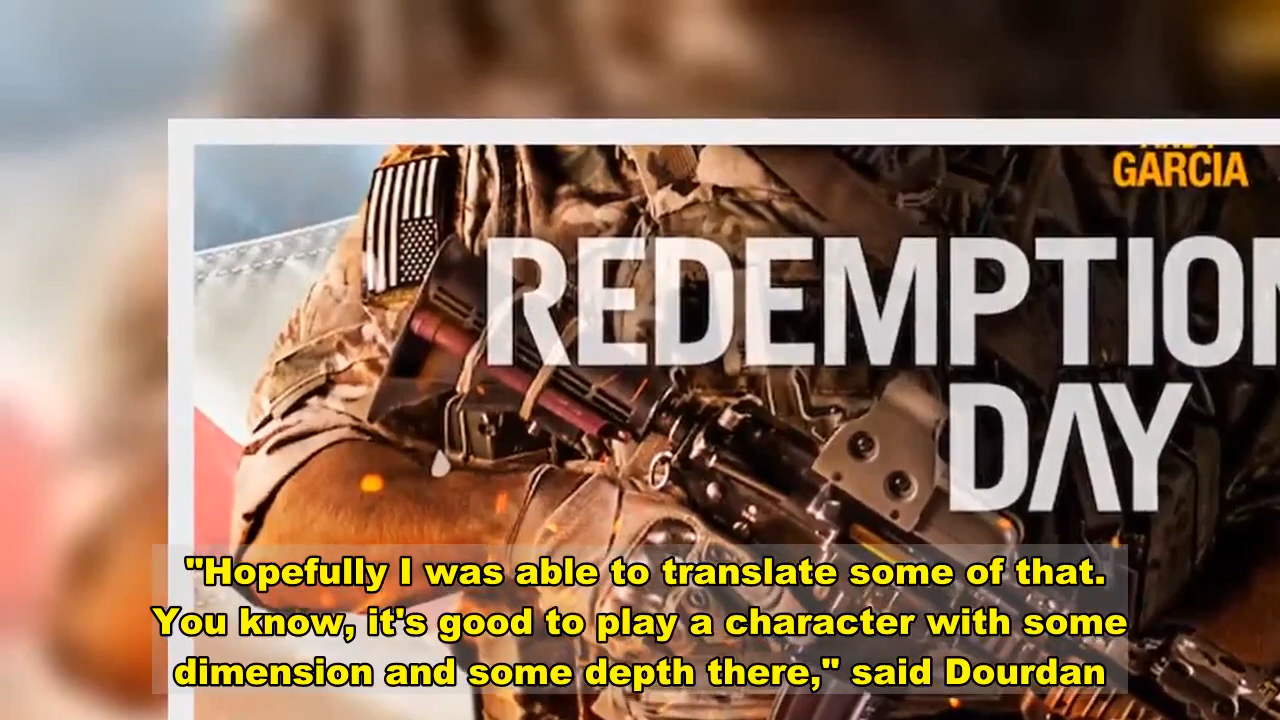 GARCIA
REDEMPTION
DAY
"Hopefully I was able to translate some of that.
You know, it's good to play a character with some
dimension and some depth there," said Dourdan